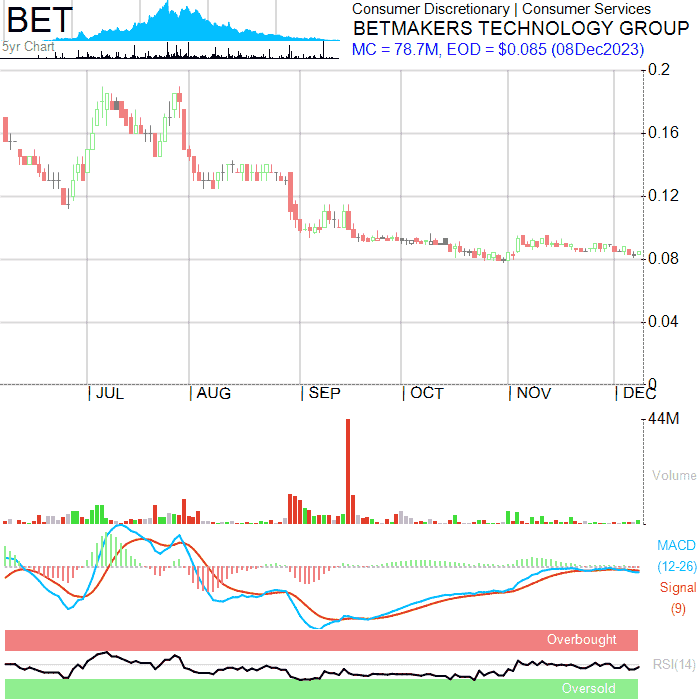 BET
5yr Chart
Consumer Discretionary | Consumer Services
BETMAKERS TECHNOLOGY GROUP
MC = 78.7M, EOD = $0.085 (08Dec2023)
0.2
0.16
0.12
0.08
0.04
0
| JUL | AUG | SEP | OCT | NOV | DEC
44M
Volume
MACD
(12-26)
Signal
(9)
Overbought
RSI(14)
Oversold